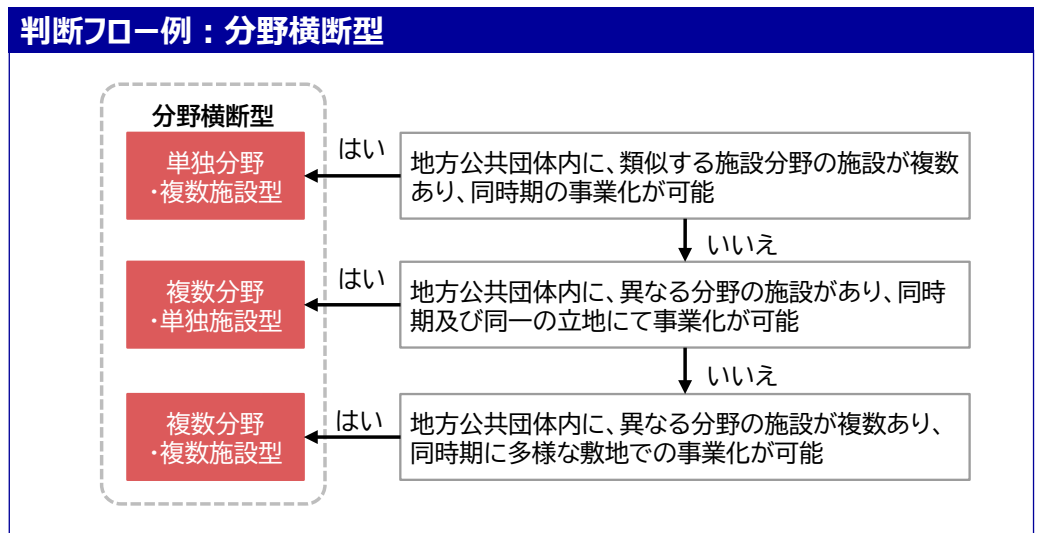 判断フロー例：分野横断型
分野横断型
単独分野
・複数施設型
はい
地方公共団体内に、類似する施設分野の施設が複数
あり、同時期の事業化が可能
いいえ
複数分野
・単独施設型
はい
地方公共団体内に、異なる分野の施設があり、同時
期及び同一の立地にて事業化が可能
いいえ
複数分野
・複数施設型
はい
地方公共団体内に、異なる分野の施設が複数あり、
同時期に多様な敷地での事業化が可能